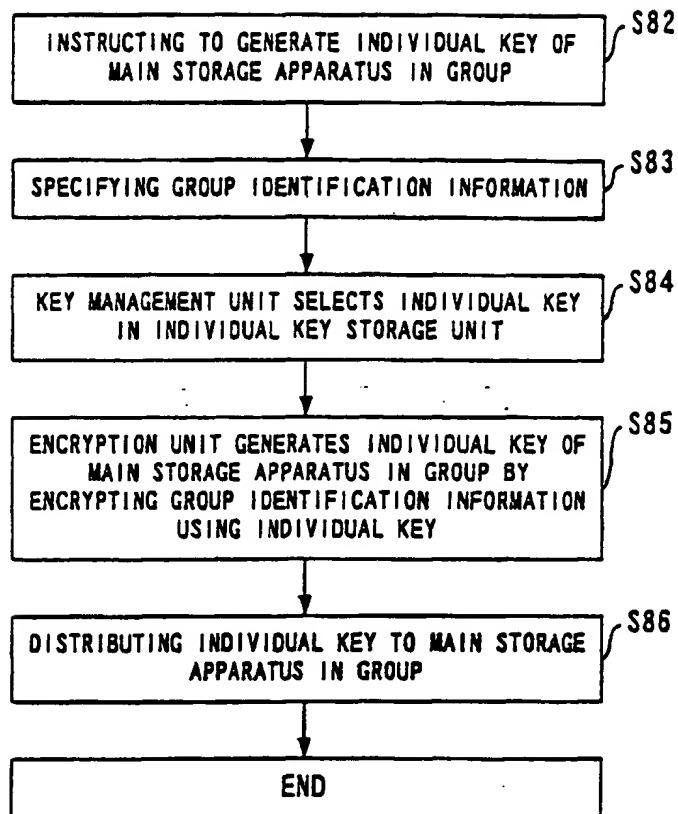 INSTRUCTING TO GENERATE INDIVIDUAL KEY OF
MAIN STORAGE APPARATUS IN GROUP
S82
SPECIFYING GROUP IDENTIFICATION INFORMATION
S83
KEY MANAGEMENT UNIT SELECTS INDIVIDUAL KEY
IN INDIVIDUAL KEY STORAGE UNIT
S84
ENCRYPTION UNIT GENERATES INDIVIDUAL KEY OF
MAIN STORAGE APPARATUS IN GROUP BY
ENCRYPTING GROUP IDENTIFICATION INFORMATION
USING INDIVIDUAL KEY
S85
DISTRIBUTING INDIVIDUAL KEY TO MAIN STORAGE
APPARATUS IN GROUP
S86
END